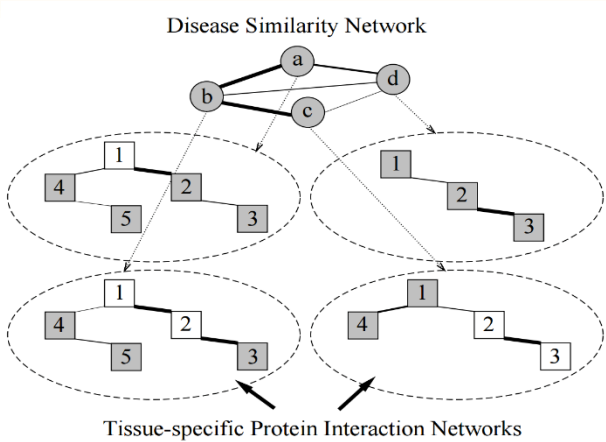 Disease Similarity Network
a
d
b
c
1
4 2
5 3
1
2
3
1
4 2
5 3
1
4 2
3
Tissue-specific Protein Interaction Networks